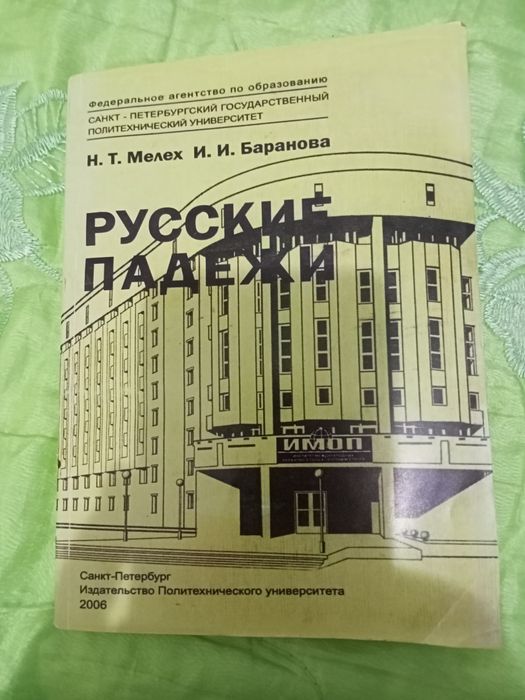 Федеральное агентство по образованию
САНКТ - ПЕТЕРБУРГСКИЙ ГОСУДАРСТВЕННЫЙ
ПОЛИТЕХНИЧЕСКИЙ УНИВЕРСИТЕТ
Н. Т. Мелех И. И. Баранова
РУССКИЕ
ПАДЕЖИ
ИМОП
Санкт-Петербург
Издательство Политехнического университета
2006